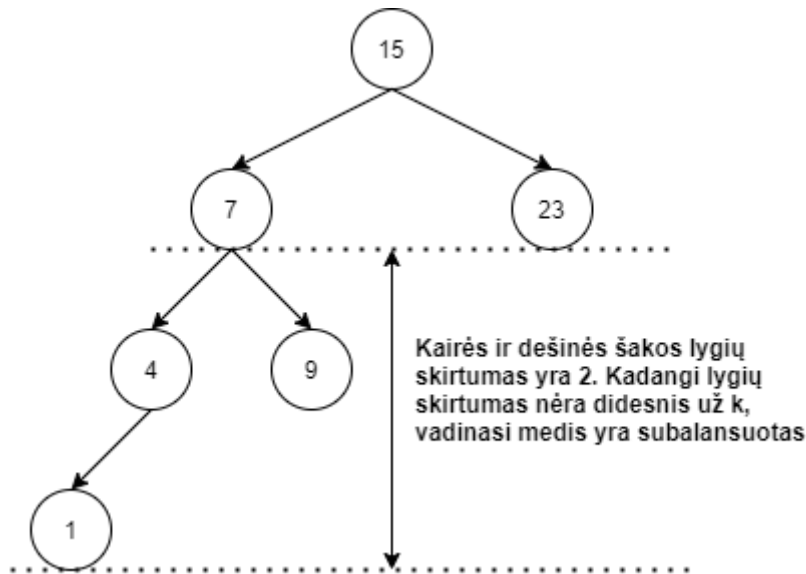 15
7
23
4
9
Kairės ir dešinės šakos lygių
skirtumas yra 2. Kadangi lygių
skirtumas nėra didesnis už k,
vadinasi medis yra subalansuotas
1